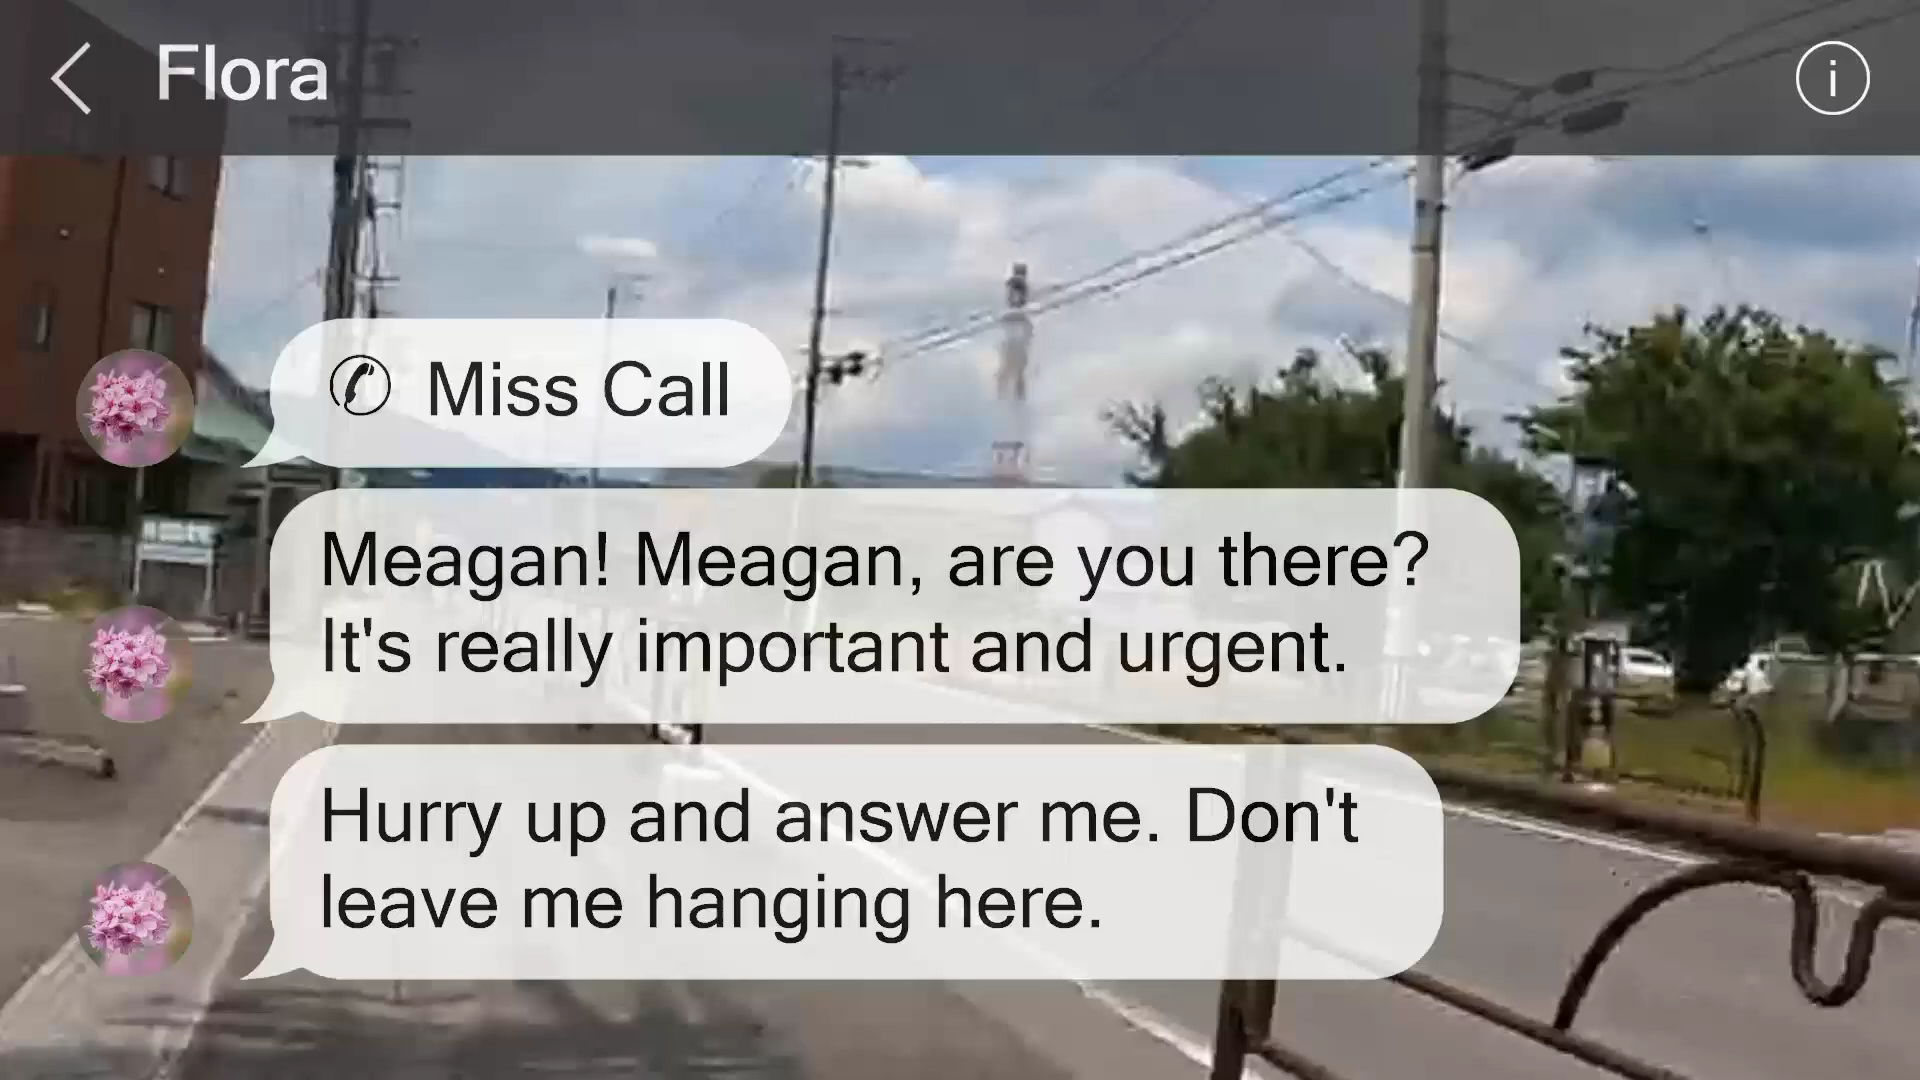 Flora
✆ Miss Call
Meagan! Meagan, are you there?
It's really important and urgent.
Hurry up and answer me. Don't
leave me hanging here.